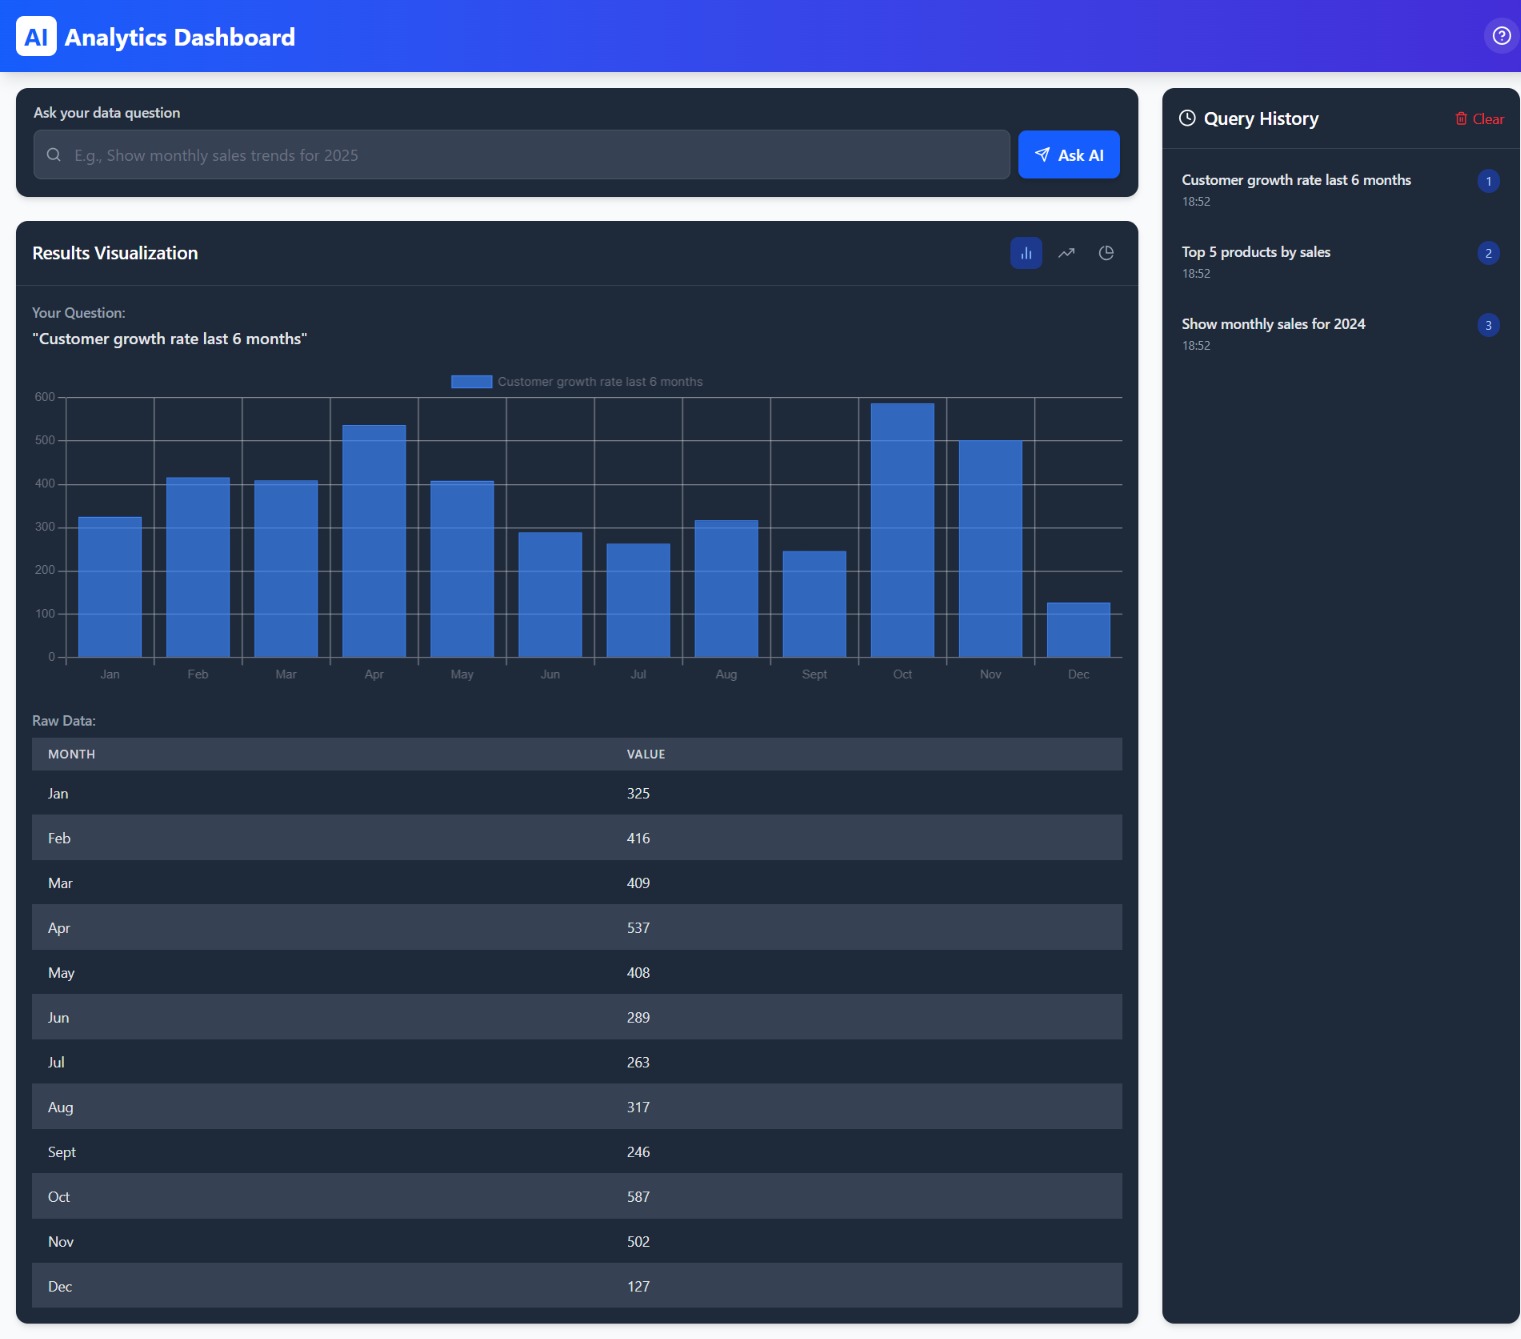 AI Analytics Dashboard
Ask your data question
E.g., Show monthly sales trends for 2025
Ask AI
Results Visualization
Your Question:
"Customer growth rate last 6 months"
Customer growth rate last 6 months
600
500
400
300
200
100
0
Jan Feb Mar Apr May Jun Jul Aug Sept Oct Nov Dec
Raw Data:
MONTH VALUE
Jan 325
Feb 416
Mar 409
Apr 537
May 408
Jun 289
Jul 263
Aug 317
Sept 246
Oct 587
Nov 502
Dec 127
Query History Clear
Customer growth rate last 6 months 1
18:52
Top 5 products by sales 2
18:52
Show monthly sales for 2024 3
18:52